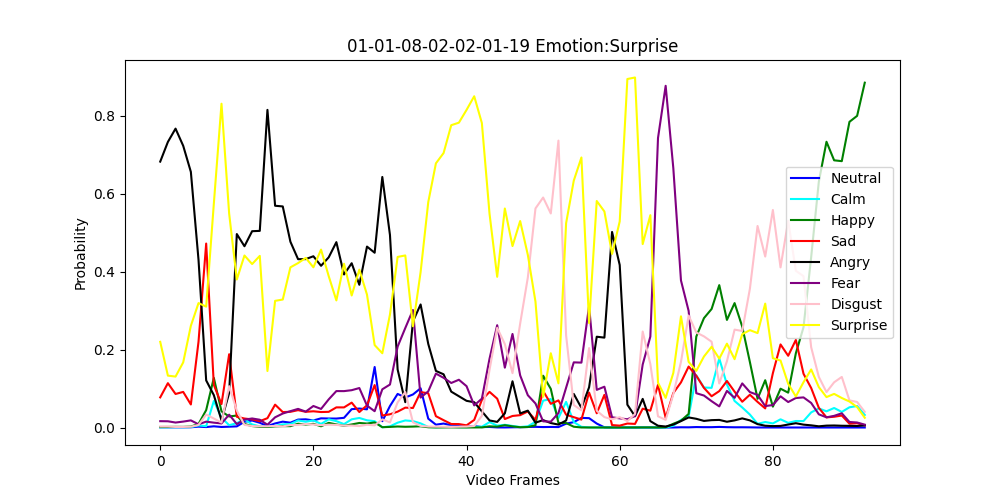 01-01-08-02-02-01-19 Emotion:Surprise
Probability
0.8
0.6
0.4
0.2
0.0
0
20
40
60
80
Video Frames
Neutral
Calm
Happy
Sad
Angry
Fear
Disgust
Surprise